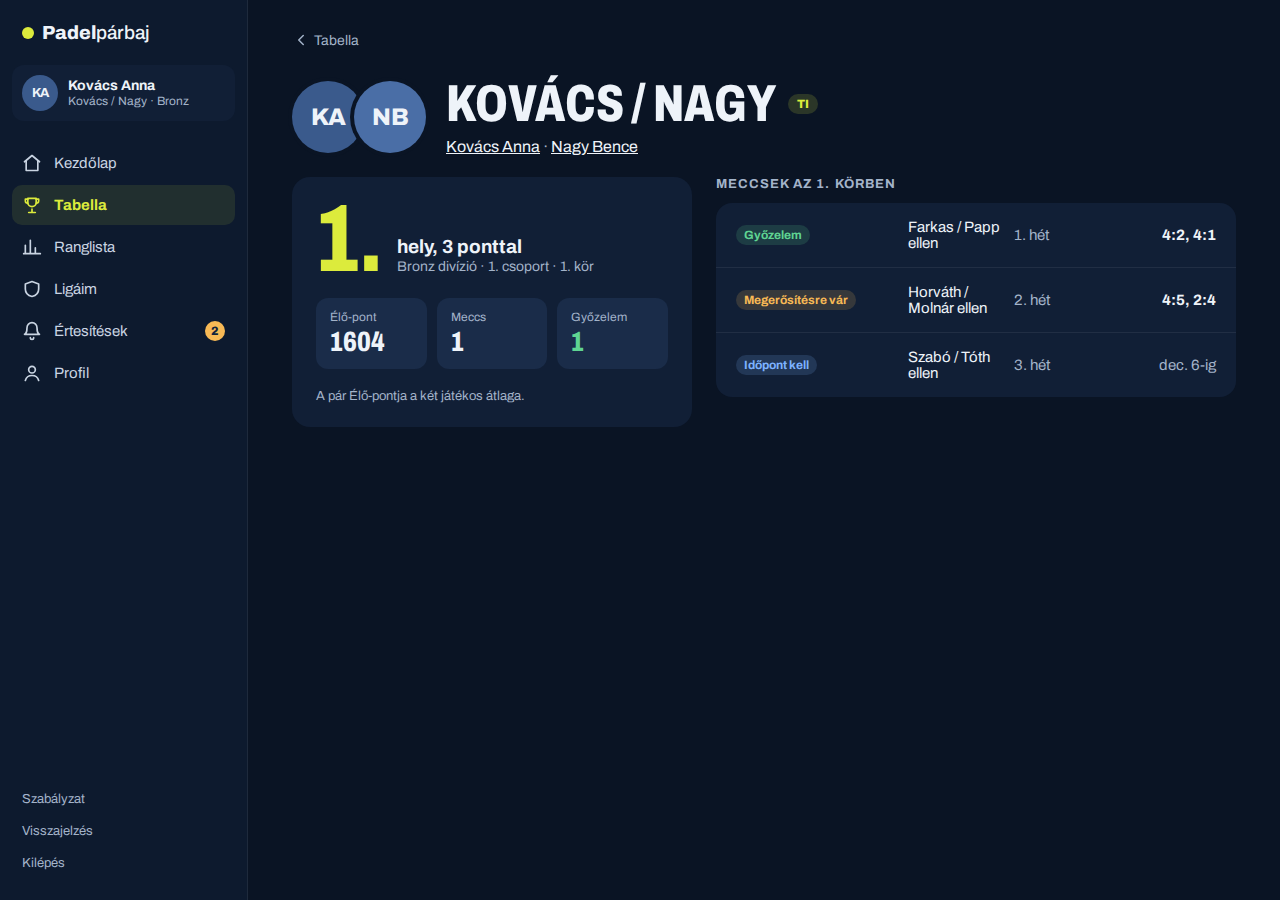 Padelpárbaj
KA
Kovács Anna
Kovács / Nagy · Bronz
Kezdőlap
Tabella
Ranglista
Ligáim
Értesítések 2
Profil
Szabályzat
Visszajelzés
Kilépés
Tabella
KA NB
KOVÁCS / NAGY TI
Kovács Anna · Nagy Bence
1.
hely, 3 ponttal
Bronz divízió · 1. csoport · 1. kör
Élő-pont
1604
Meccs
1
Győzelem
1
A pár Élő-pontja a két játékos átlaga.
MECCSEK AZ 1. KÖRBEN
Győzelem
Farkas / Papp
ellen
1. hét
4:2, 4:1
Megerősítésre vár
Horváth /
Molnár ellen
2. hét
4:5, 2:4
Időpont kell
Szabó / Tóth
ellen
3. hét
dec. 6-ig